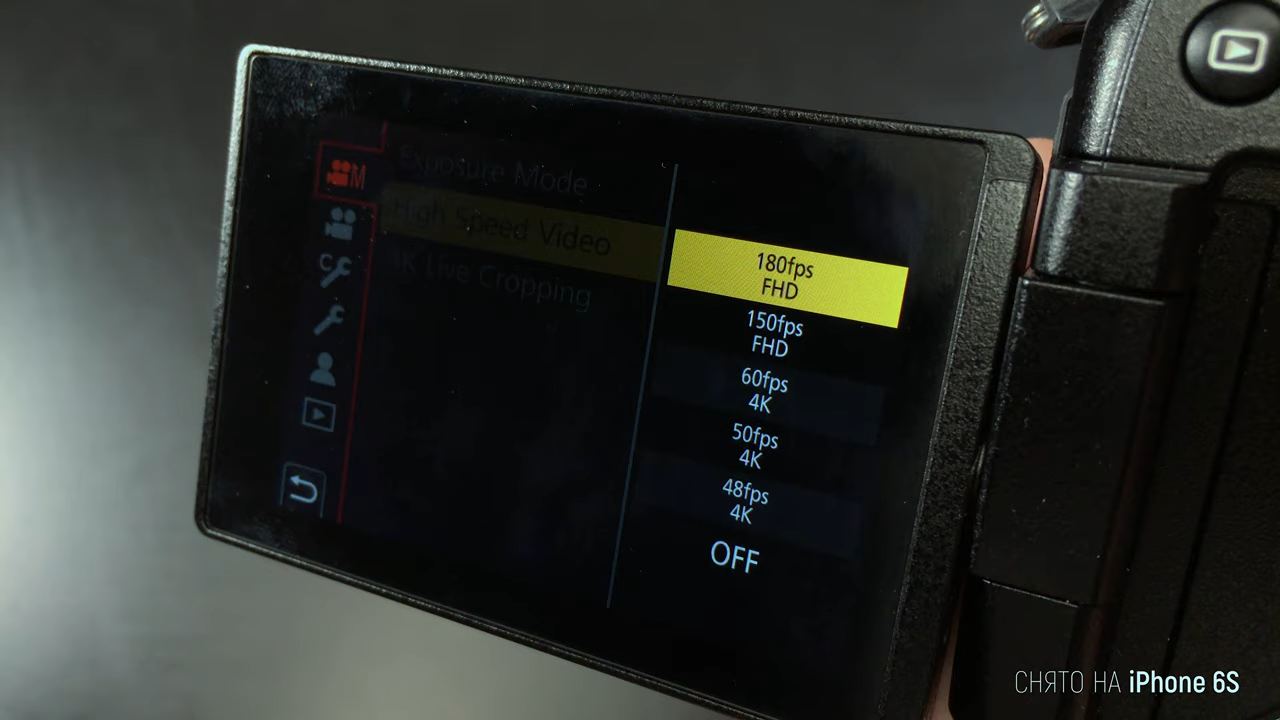 Exposure Mode
High Speed Video
4K Live Cropping
180fps
FHD
150fps
FHD
60fps
4K
50fps
4K
48fps
4K
OFF
M
C
СНЯТО НА iPhone 6S